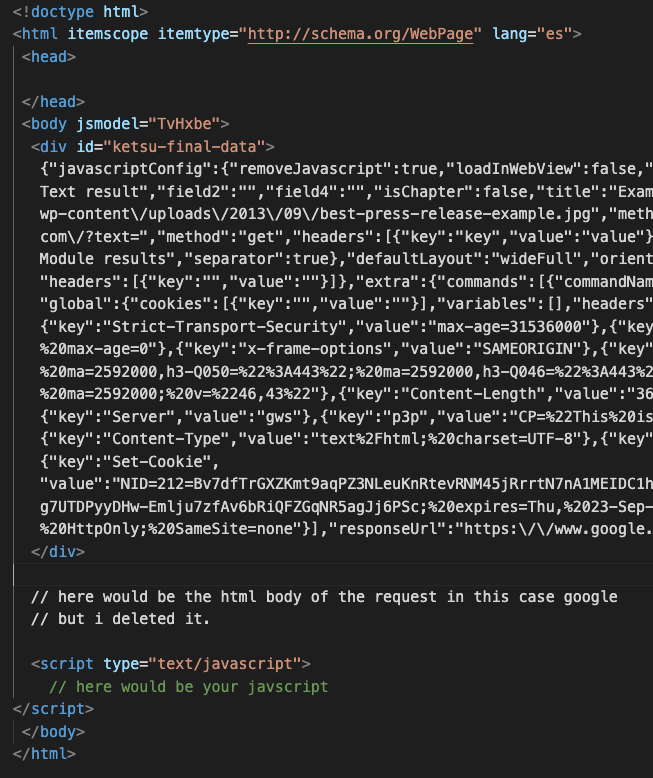 <!doctype html>
<html itemscope itemtype="http://schema.org/WebPage" lang="es">
<head>
</head>
<body jsmodel="TvHxbe">
<div id="ketsu-final-data">
{"javascriptConfig":{"removeJavascript":true,"loadInWebView":false,"
Text result","field2":"","field4":"","isChapter":false,"title":"Exam
wp-content\/uploads\/2013\/09\/best-press-release-example.jpg","meth
com\/?text=","method":"get","headers":[{"key":"key","value":"value"}
Module results","separator":true},"defaultLayout":"wideFull","orient
"headers":[{"key":"","value":""}]},"extra":{"commands":[{"commandNam
"global":{"cookies":[{"key":"","value":""}],"variables":[],"headers"
{"key":"Strict-Transport-Security","value":"max-age=31536000"},{"key
%20max-age=0"},{"key":"x-frame-options","value":"SAMEORIGIN"},{"key"
%20ma=2592000,h3-Q050=%22%3A443%22;%20ma=2592000,h3-Q046=%22%3A443%2
%20ma=2592000;%20v=%2246,43%22"},{"key":"Content-Length","value":"36
{"key":"Server","value":"gws"},{"key":"p3p","value":"CP=%22This%20is
{"key":"Content-Type","value":"text%2Fhtml;%20charset=UTF-8"},{"key"
{"key":"Set-Cookie",
"value":"NID=212=Bv7dfTrGXZKmt9aqPZ3NLeuKnRtevRNM45jRrrtN7nA1MEIDC1h
g7UTDPyyDHw-Emlju7zfAv6bRiQFZGqNR5agJj6PSc;%20expires=Thu,%2023-Sep-
%20HttpOnly;%20SameSite=none"}],"responseUrl":"https:\/\/www.google.
</div>
// here would be the html body of the request in this case google
// but i deleted it.
<script type="text/javascript">
// here would be your javscript
</script>
</body>
</html>